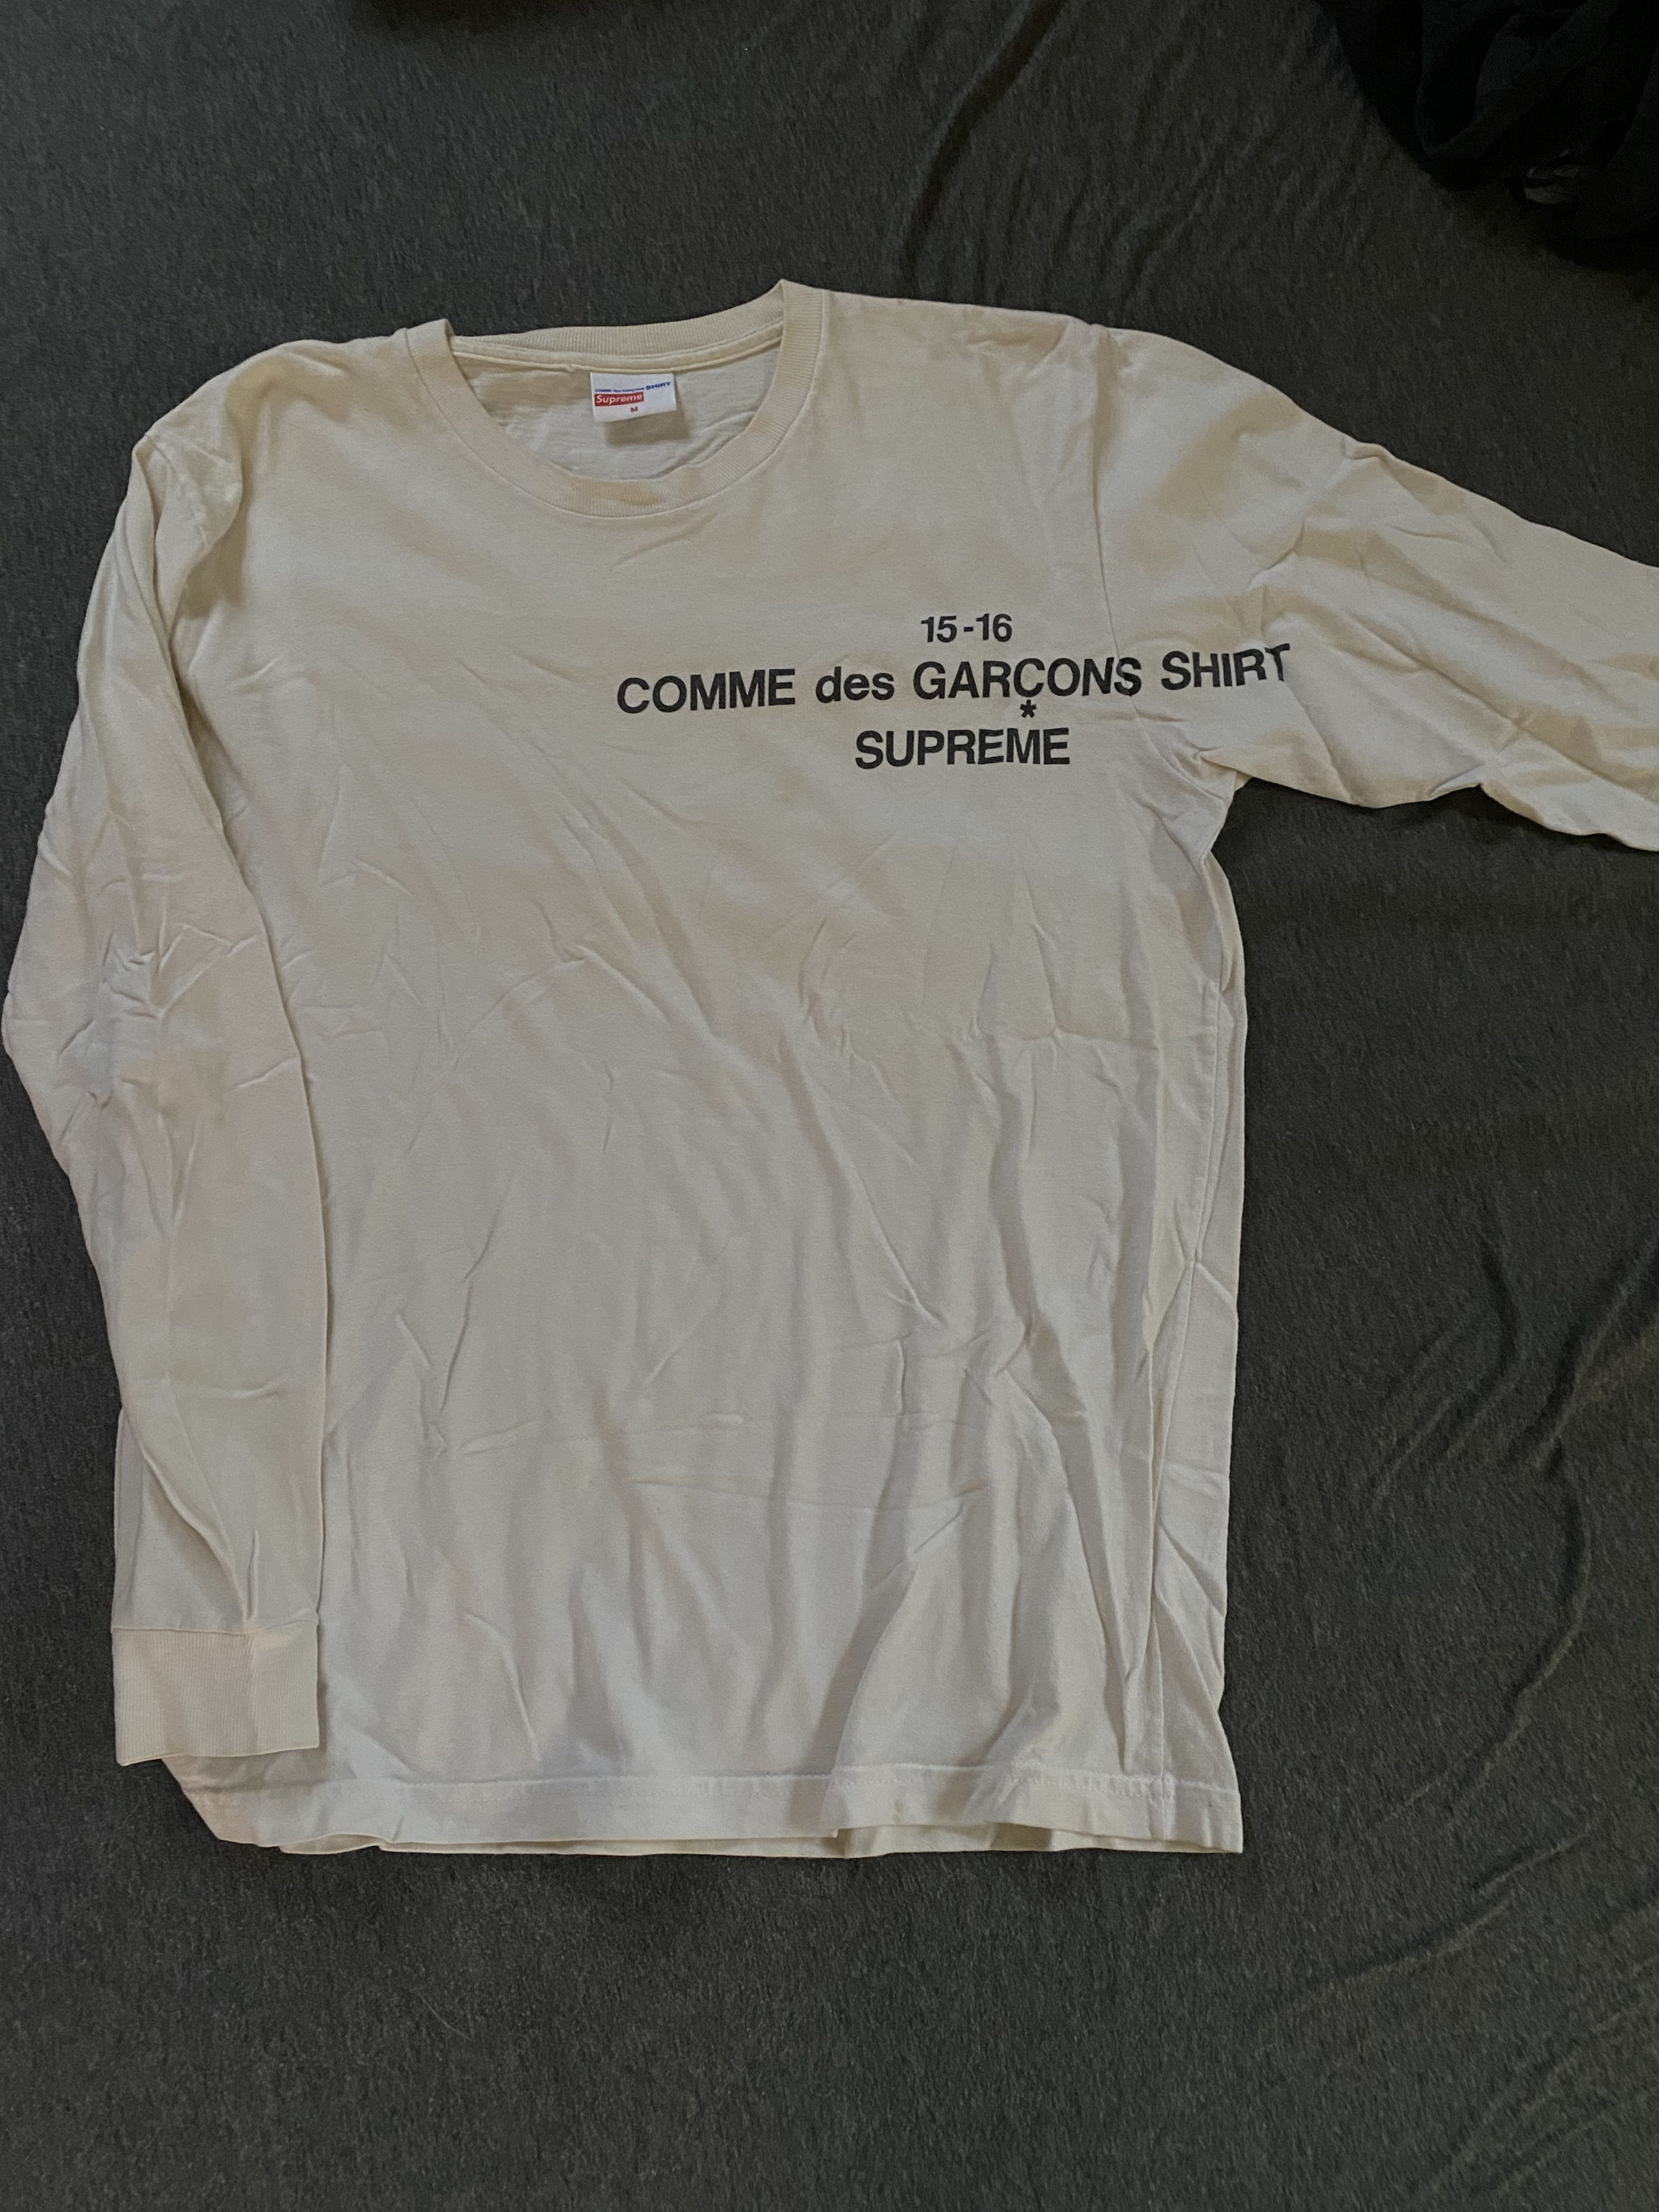 COMME des GARÇONS SHIRT
Supreme
M
15-16
COMME des GARÇONS SHIRT
*
SUPREME